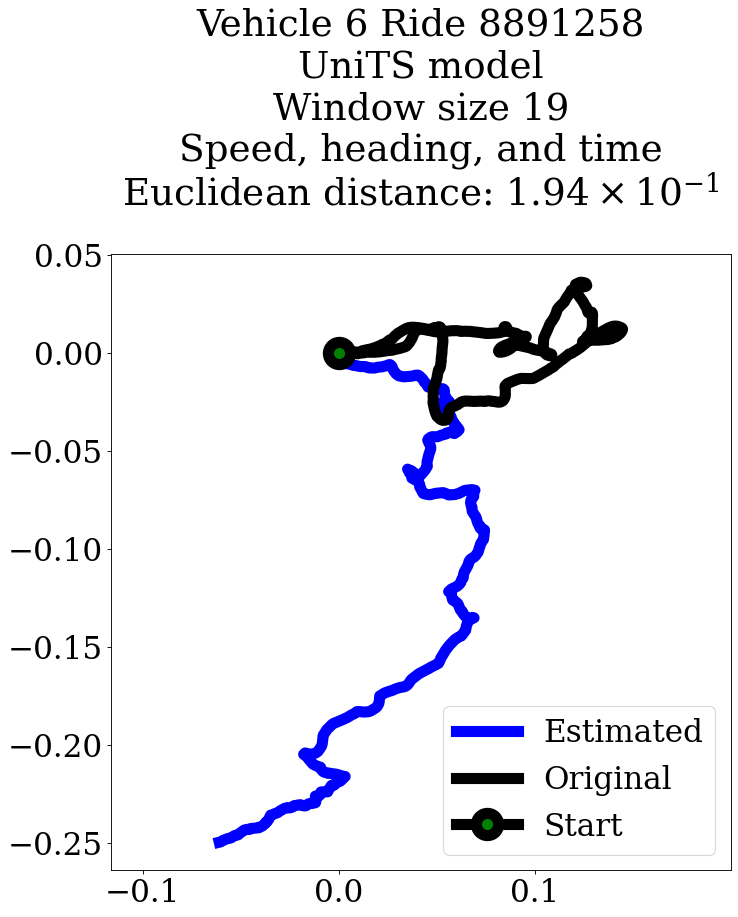 Vehicle 6 Ride 8891258
UniTS model
Window size 19
Speed, heading, and time
Euclidean distance: 1.94 × 10⁻¹
0.05
0.00
−0.05
−0.10
−0.15
−0.20
−0.25
Estimated
Original
Start
−0.1
0.0
0.1